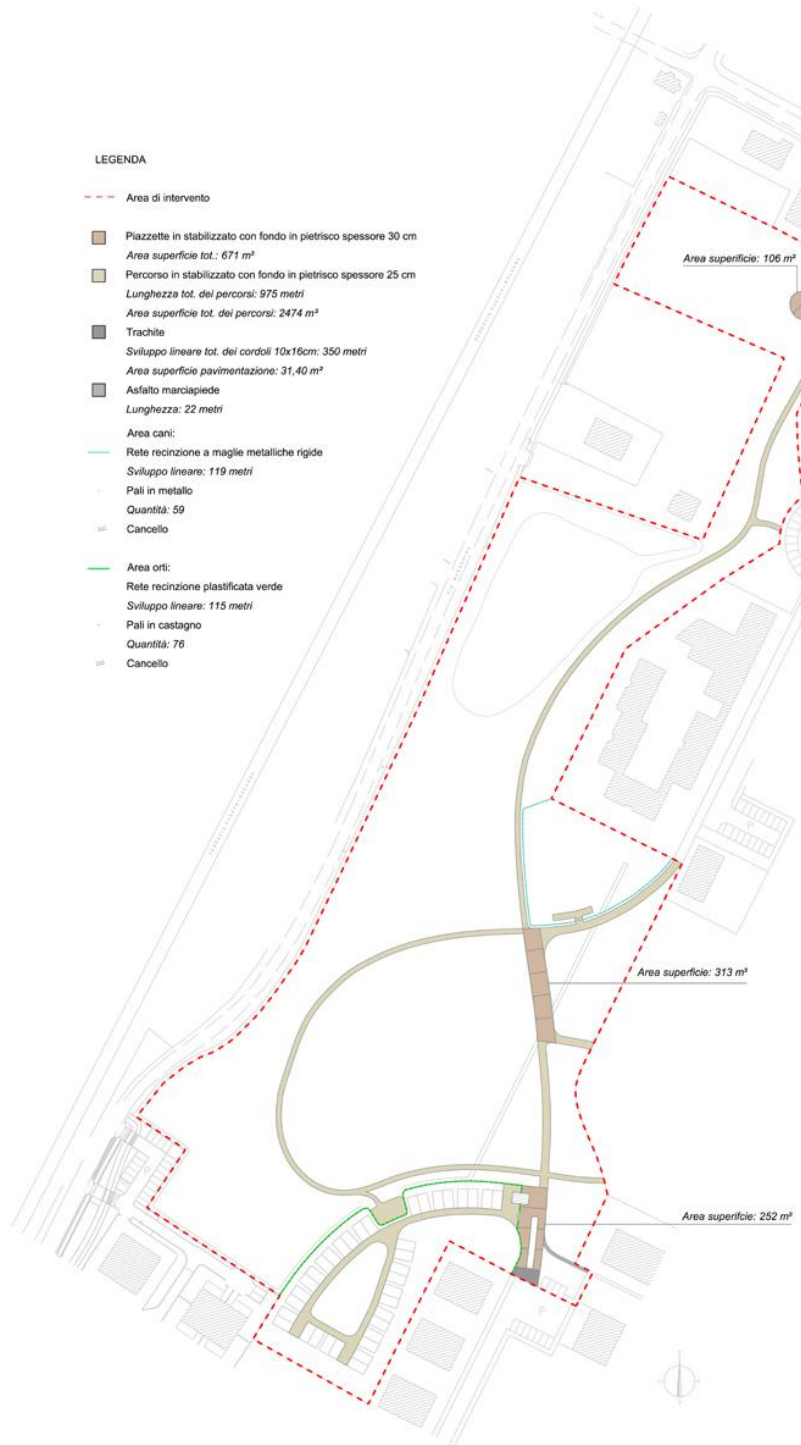 LEGENDA
Area di intervento
Piazzette in stabilizzato con fondo in pietrisco spessore 30 cm
Area superficie tot.: 671 m²
Percorso in stabilizzato con fondo in pietrisco spessore 25 cm
Lunghezza tot. dei percorsi: 975 metri
Area superficie tot. dei percorsi: 2474 m²
Trachite
Sviluppo lineare tot. dei cordoli 10x16cm: 350 metri
Area superficie pavimentazione: 31,40 m²
Asfalto marciapiede
Lunghezza: 22 metri
Area cani:
Rete recinzione a maglie metalliche rigide
Sviluppo lineare: 119 metri
Pali in metallo
Quantità: 59
Cancello
Area orti:
Rete recinzione plastificata verde
Sviluppo lineare: 115 metri
Pali in castagno
Quantità: 76
Cancello
Area superificie: 106 m²
P
Area superficie: 313 m²
P
Area superifcie: 252 m²
P